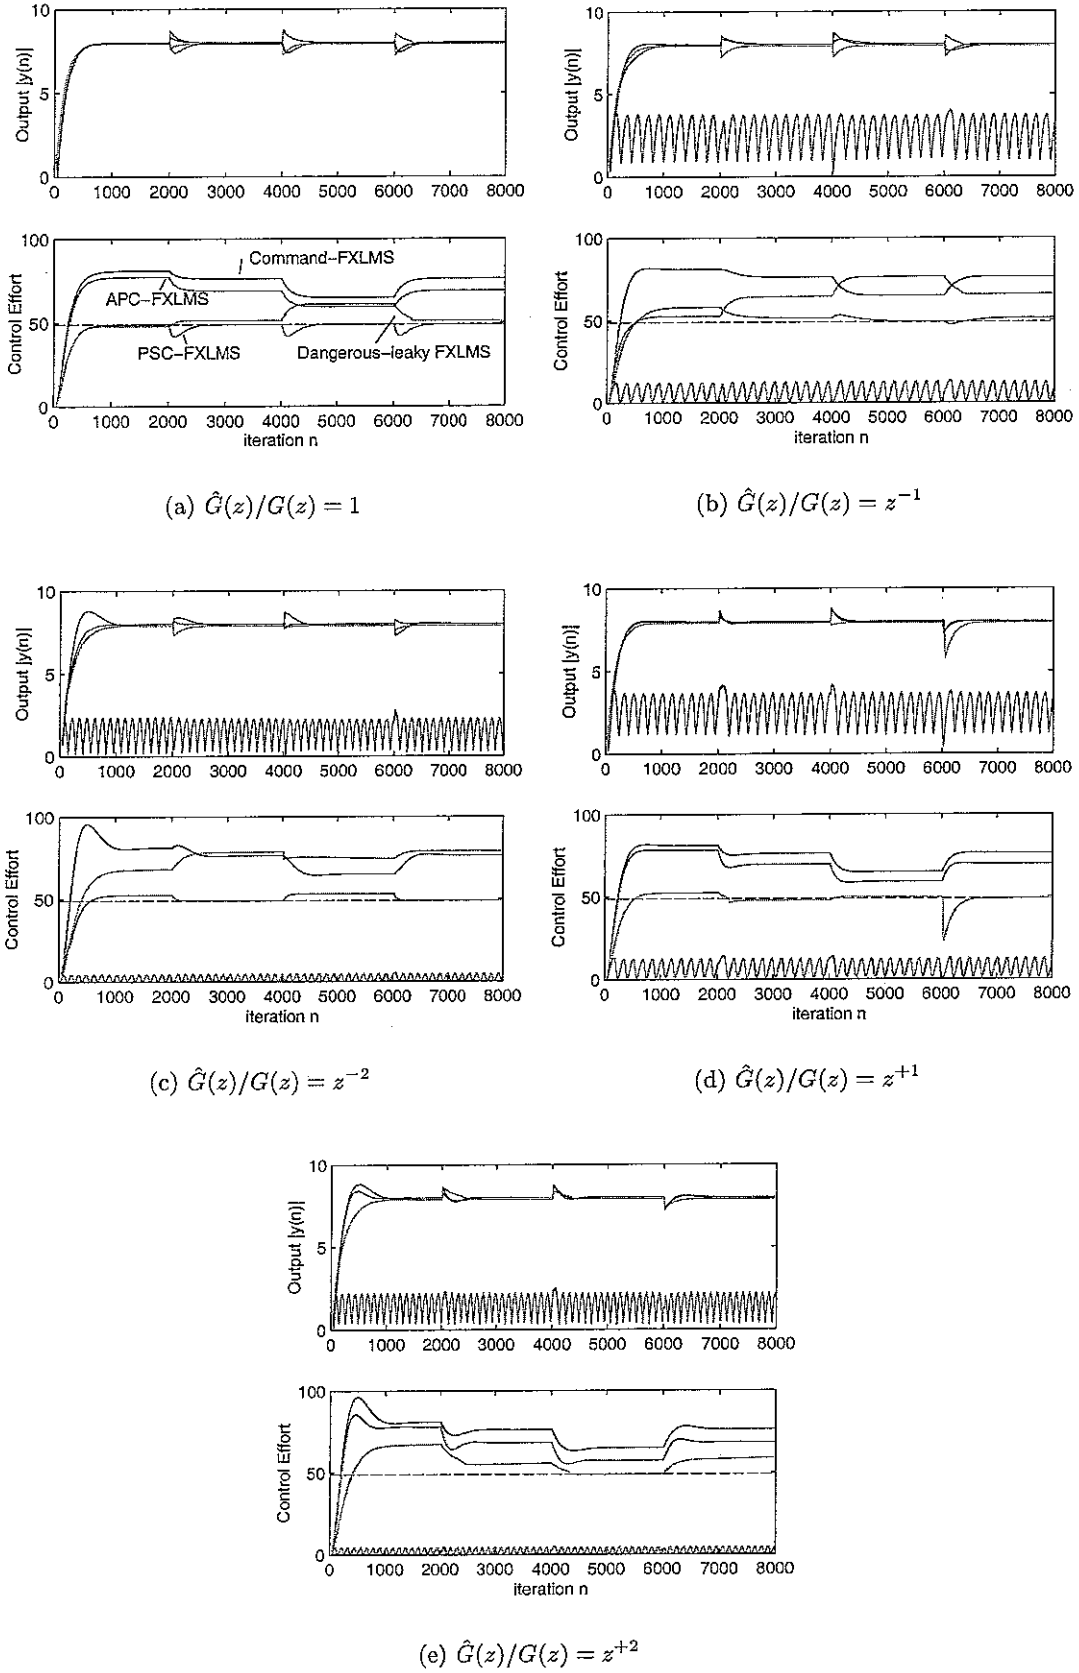 10
5
0
Output |y(n)|
0 1000 2000 3000 4000 5000 6000 7000 8000
100
50
0
Control Effort
Command-FXLMS
APC-FXLMS
PSC-FXLMS
Dangerous-leaky FXLMS
0 1000 2000 3000 4000 5000 6000 7000 8000
iteration n
(a) Ĝ(z)/G(z) = 1
10
5
0
Output |y(n)|
0 1000 2000 3000 4000 5000 6000 7000 8000
100
50
0
Control Effort
0 1000 2000 3000 4000 5000 6000 7000 8000
iteration n
(b) Ĝ(z)/G(z) = z⁻¹
10
5
0
Output |y(n)|
0 1000 2000 3000 4000 5000 6000 7000 8000
100
50
0
Control Effort
0 1000 2000 3000 4000 5000 6000 7000 8000
iteration n
(c) Ĝ(z)/G(z) = z⁻²
10
5
0
Output |y(n)|
0 1000 2000 3000 4000 5000 6000 7000 8000
100
50
0
Control Effort
0 1000 2000 3000 4000 5000 6000 7000 8000
iteration n
(d) Ĝ(z)/G(z) = z⁺¹
10
5
0
Output |y(n)|
0 1000 2000 3000 4000 5000 6000 7000 8000
100
50
0
Control Effort
0 1000 2000 3000 4000 5000 6000 7000 8000
iteration n
(e) Ĝ(z)/G(z) = z⁺²